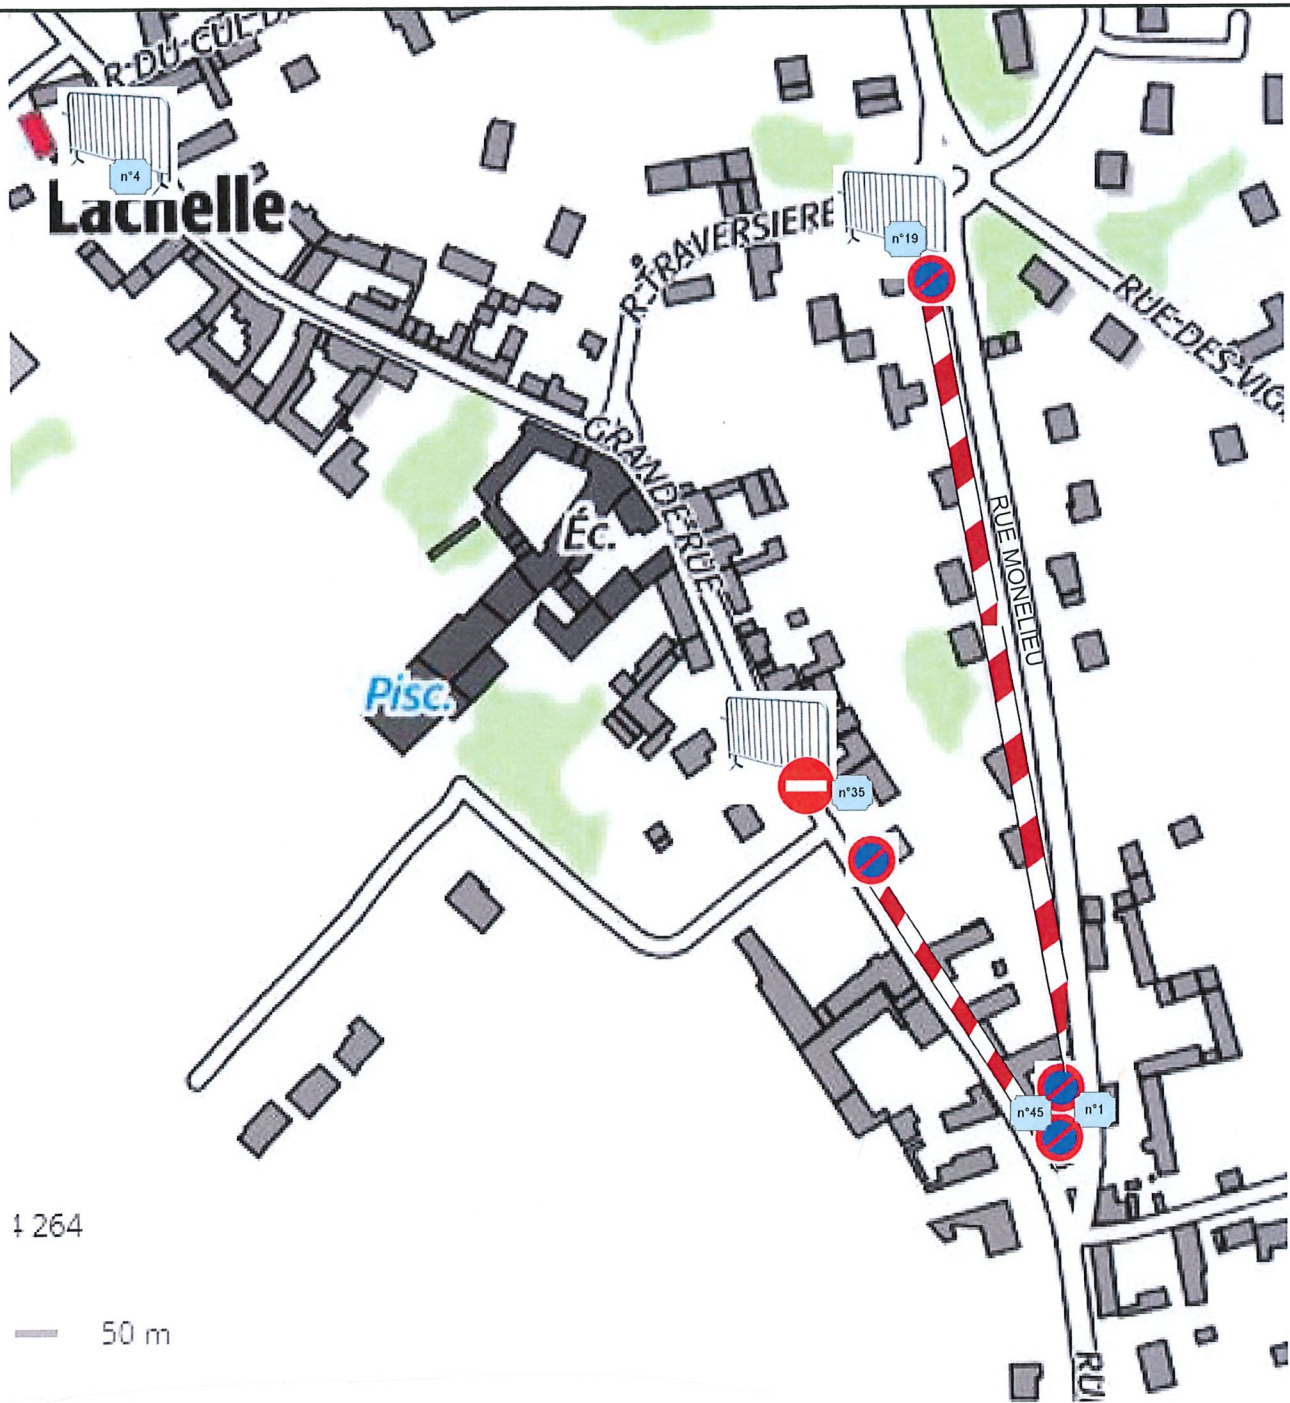 R DU CUL D
n°4
Lachelle
R. TRAVERSIERE
n°19
RUE DES VIG
GRANDE RUE
Éc.
RUE MONELIEU
Pisc.
n°35
n°45
n°1
264
50 m
RU